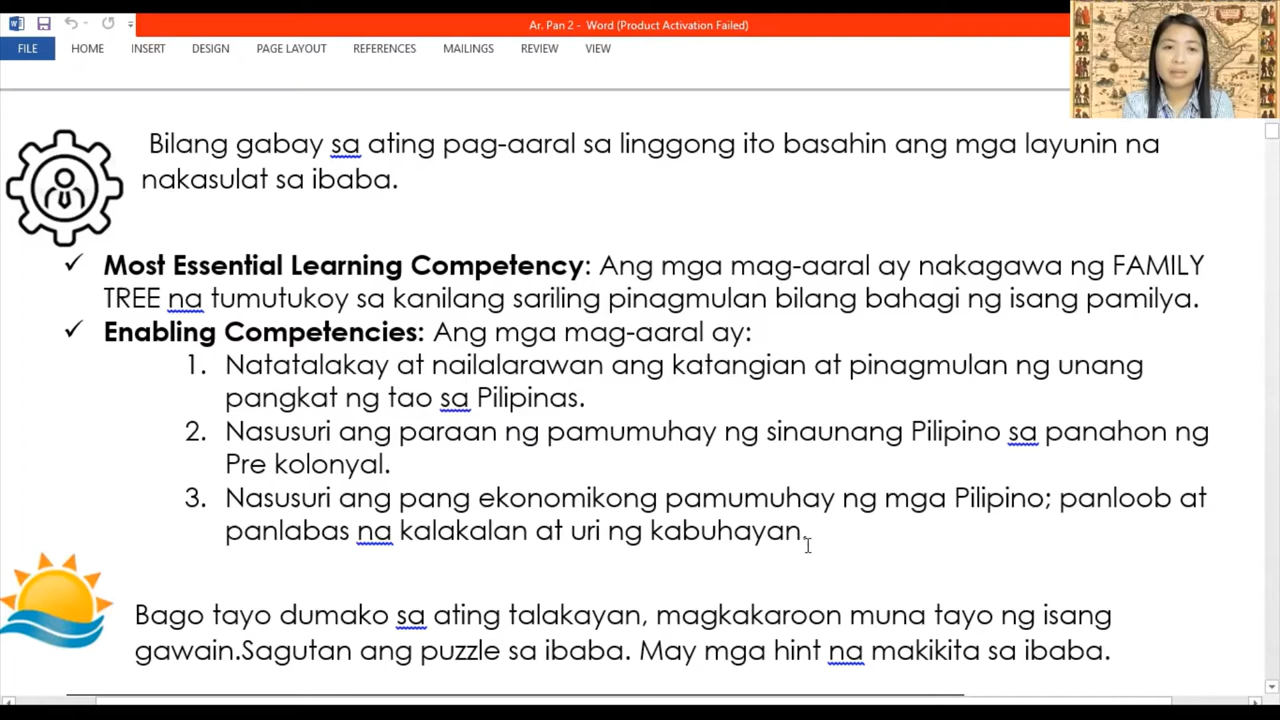 Ar. Pan 2 - Word (Product Activation Failed)
FILE HOME INSERT DESIGN PAGE LAYOUT REFERENCES MAILINGS REVIEW VIEW
Bilang gabay sa ating pag-aaral sa linggong ito basahin ang mga layunin na
nakasulat sa ibaba.
✓ Most Essential Learning Competency: Ang mga mag-aaral ay nakagawa ng FAMILY
TREE na tumutukoy sa kanilang sariling pinagmulan bilang bahagi ng isang pamilya.
✓ Enabling Competencies: Ang mga mag-aaral ay:
1. Natatalakay at nailalarawan ang katangian at pinagmulan ng unang
pangkat ng tao sa Pilipinas.
2. Nasusuri ang paraan ng pamumuhay ng sinaunang Pilipino sa panahon ng
Pre kolonyal.
3. Nasusuri ang pang ekonomikong pamumuhay ng mga Pilipino; panloob at
panlabas na kalakalan at uri ng kabuhayan.
Bago tayo dumako sa ating talakayan, magkakaroon muna tayo ng isang
gawain.Sagutan ang puzzle sa ibaba. May mga hint na makikita sa ibaba.